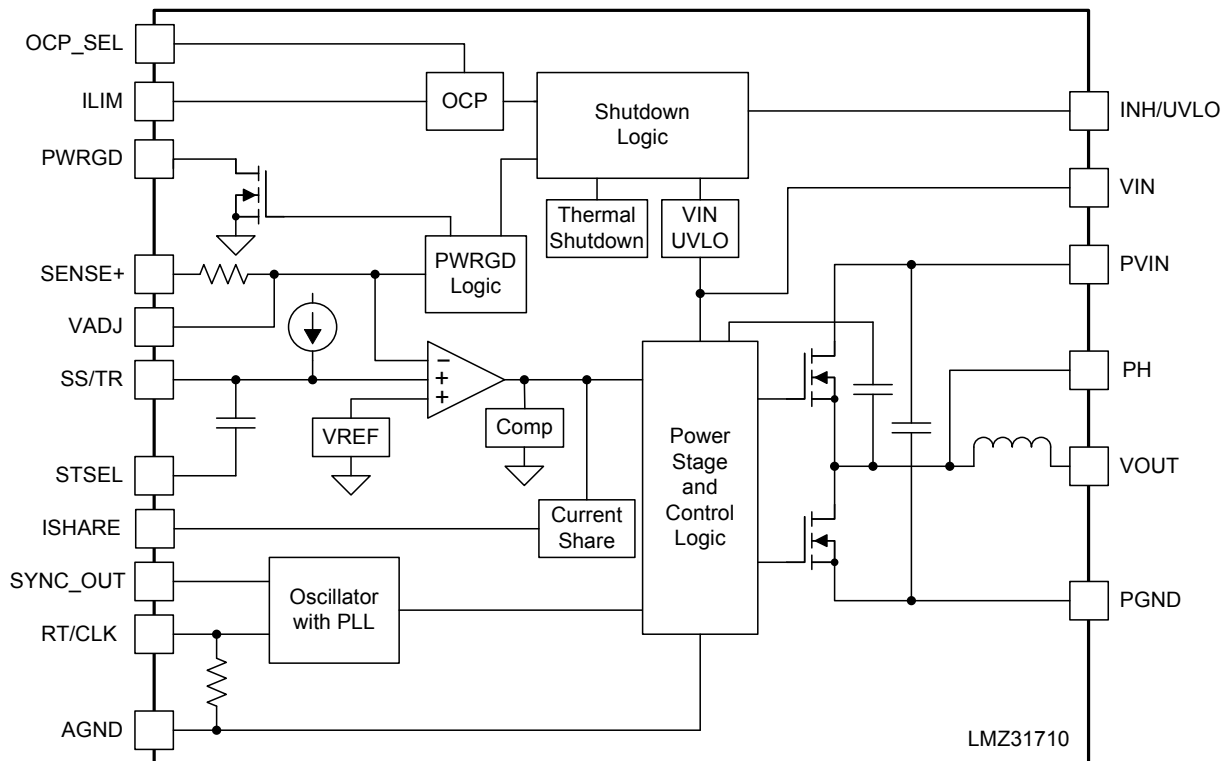 OCP_SEL
ILIM
PWRGD
SENSE+
VADJ
SS/TR
STSEL
ISHARE
SYNC_OUT
RT/CLK
AGND
OCP
Shutdown
Logic
Thermal
Shutdown
VIN
UVLO
PWRGD
Logic
−
+
+
VREF
Comp
Current
Share
Oscillator
with PLL
Power
Stage
and
Control
Logic
INH/UVLO
VIN
PVIN
PH
VOUT
PGND
LMZ31710